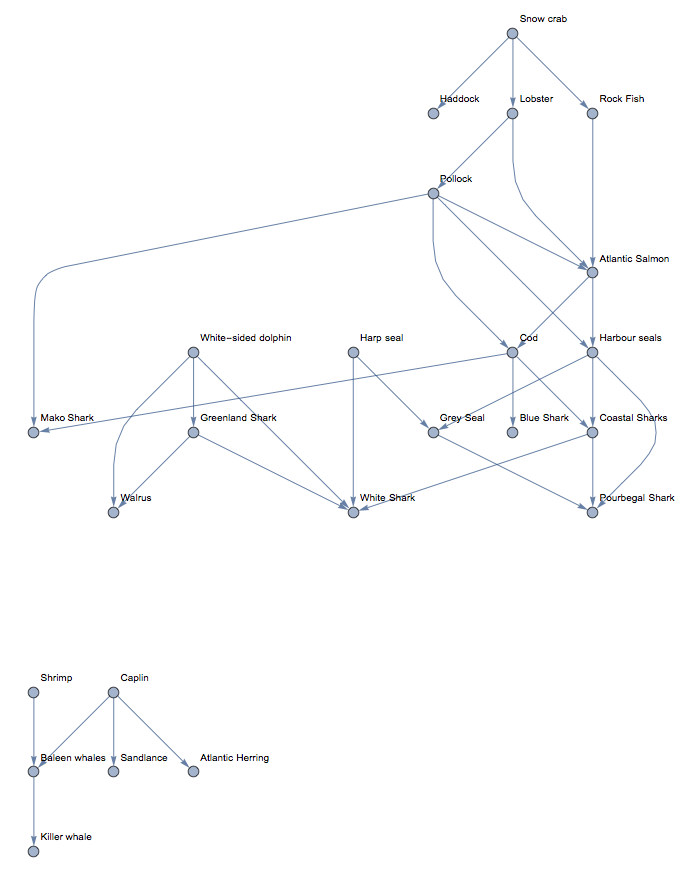 Snow crab
Haddock
Lobster
Rock Fish
Pollock
Atlantic Salmon
White-sided dolphin
Harp seal
Cod
Harbour seals
Mako Shark
Greenland Shark
Grey Seal
Blue Shark
Coastal Sharks
Walrus
White Shark
Pourbegal Shark
Shrimp
Caplin
Baleen whales
Sandlance
Atlantic Herring
Killer whale